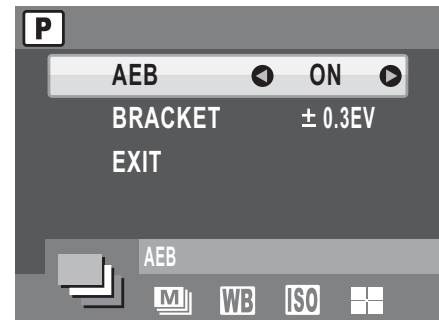 P
AEB ON
BRACKET ± 0.3EV
EXIT
AEB
M WB ISO